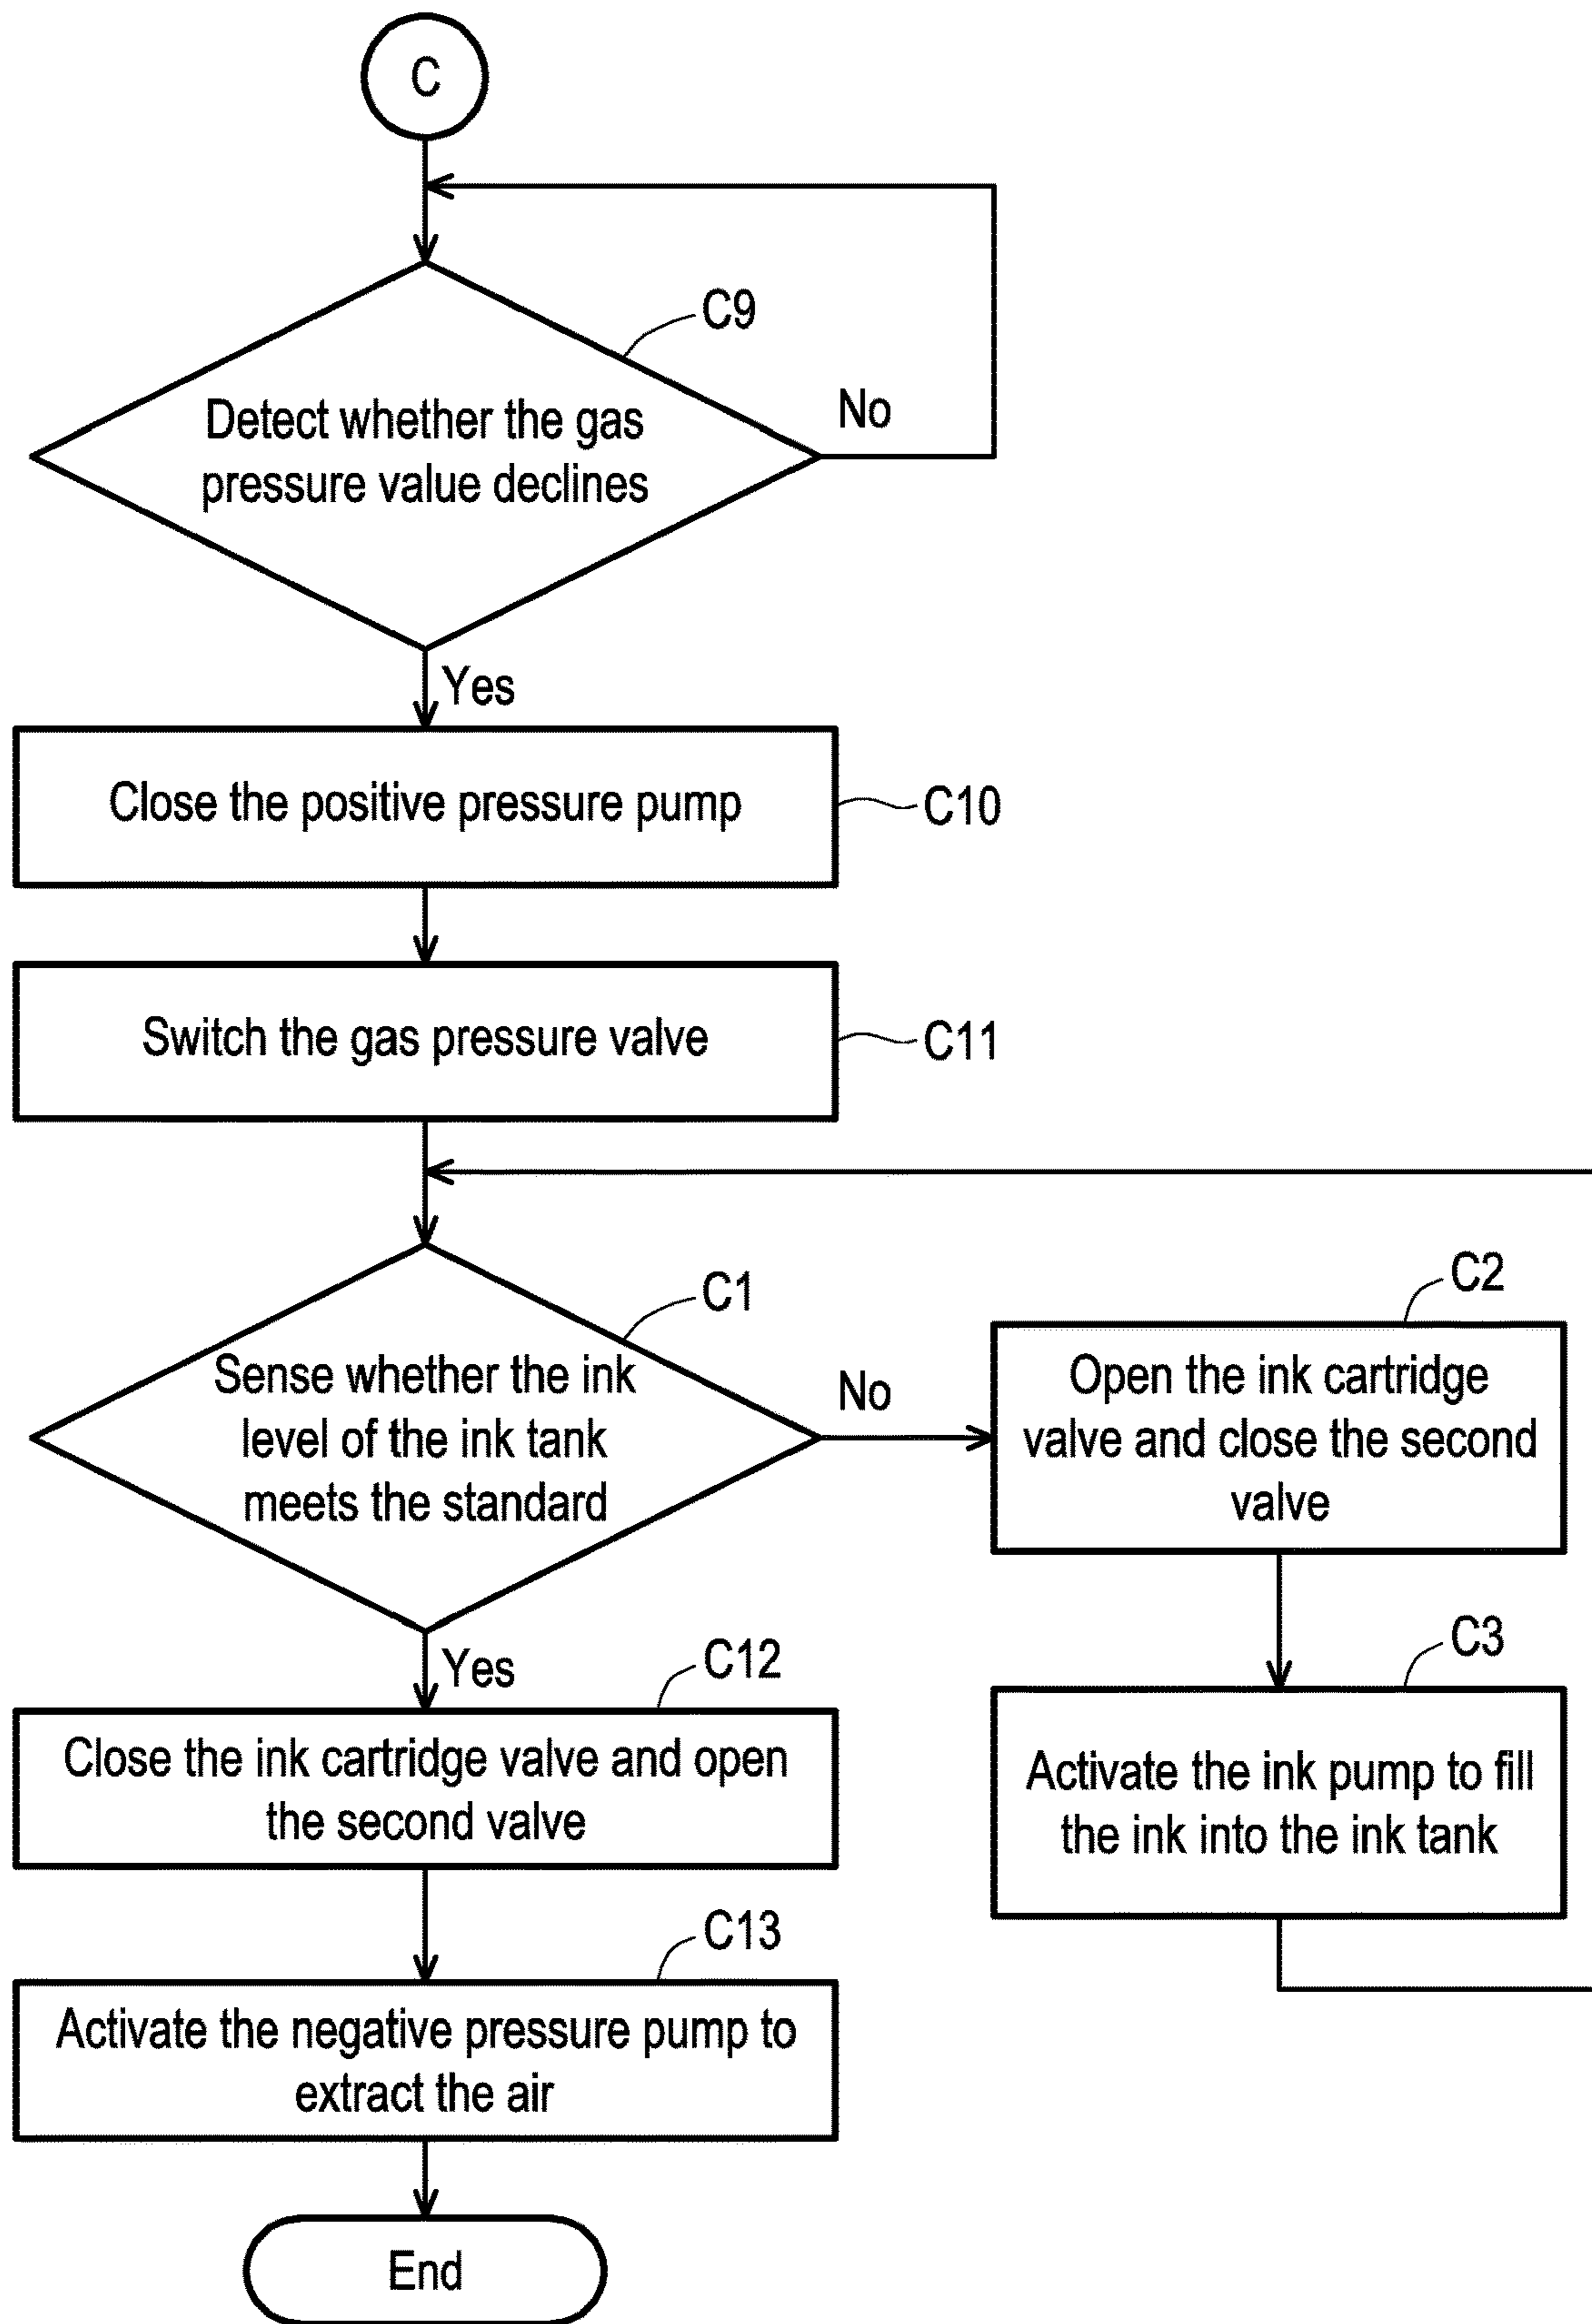 C
C9
Detect whether the gas
pressure value declines
No
Yes
Close the positive pressure pump
C10
Switch the gas pressure valve
C11
C1
Sense whether the ink
level of the ink tank
meets the standard
No
C2
Open the ink cartridge
valve and close the second
valve
C3
Activate the ink pump to fill
the ink into the ink tank
Yes
C12
Close the ink cartridge valve and open
the second valve
C13
Activate the negative pressure pump to
extract the air
End